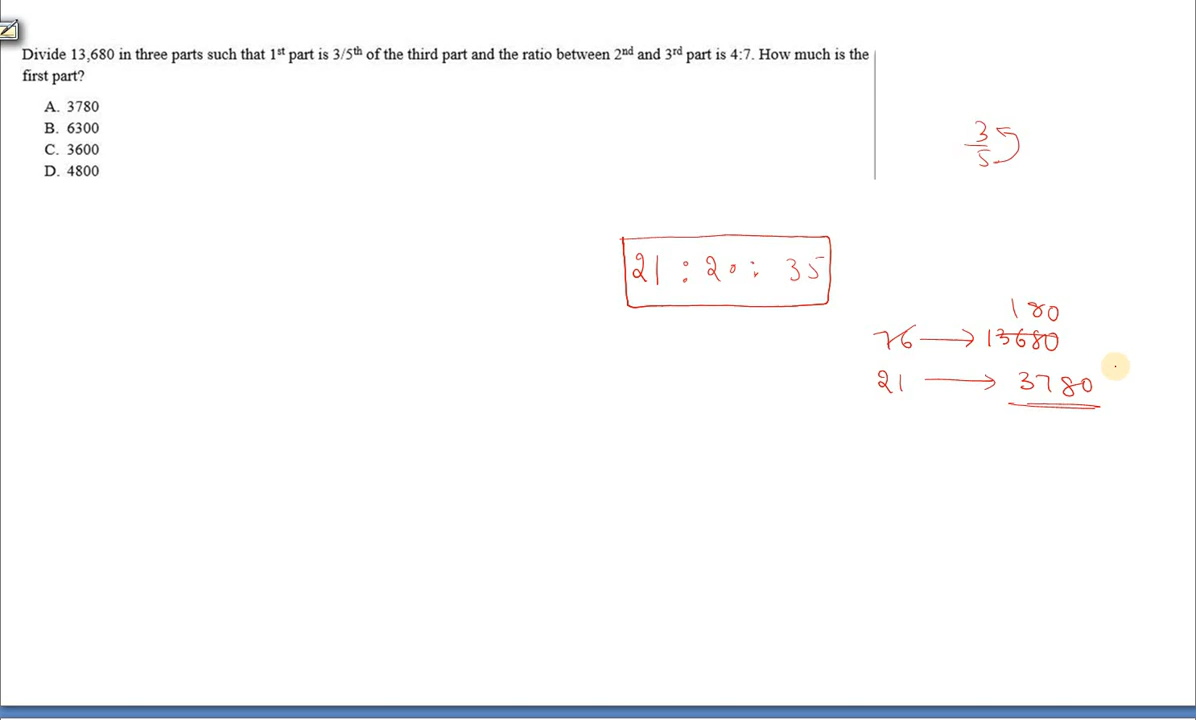 Divide 13,680 in three parts such that 1st part is 3/5th of the third part and the ratio between 2nd and 3rd part is 4:7. How much is the
first part?
A. 3780
B. 6300
C. 3600
D. 4800
3
5
21 : 20 : 35
180
76 → 13680
21 → 3780